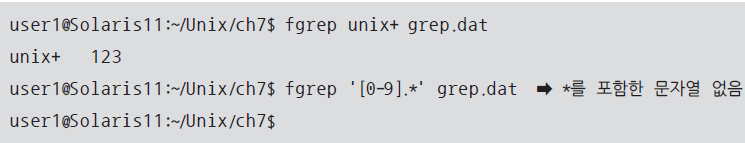 user1@Solaris11:~/Unix/ch7$ fgrep unix+ grep.dat
unix+   123
user1@Solaris11:~/Unix/ch7$ fgrep '[0-9].*' grep.dat ➡ *를 포함한 문자열 없음
user1@Solaris11:~/Unix/ch7$